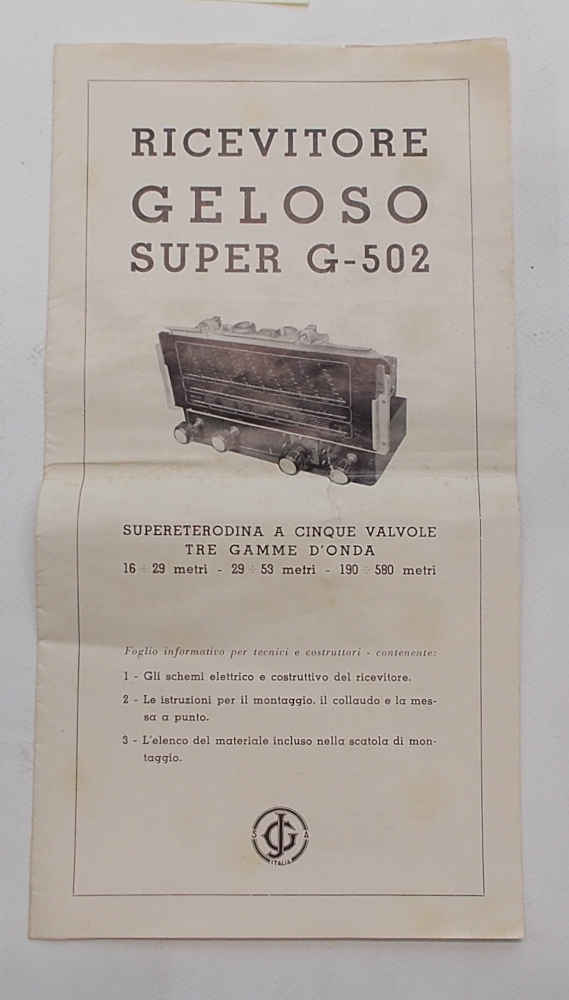 RICEVITORE
GELOSO
SUPER G-502
SUPERETERODINA A CINQUE VALVOLE
TRE GAMME D'ONDA
16 ÷ 29 metri - 29 ÷ 53 metri - 190 ÷ 580 metri
Foglio informativo per tecnici e costruttori - contenente:
1 - Gli schemi elettrico e costruttivo del ricevitore.
2 - Le istruzioni per il montaggio, il collaudo e la mes-
sa a punto.
3 - L'elenco del materiale incluso nella scatola di mon-
taggio.
S JG A
ITALIA